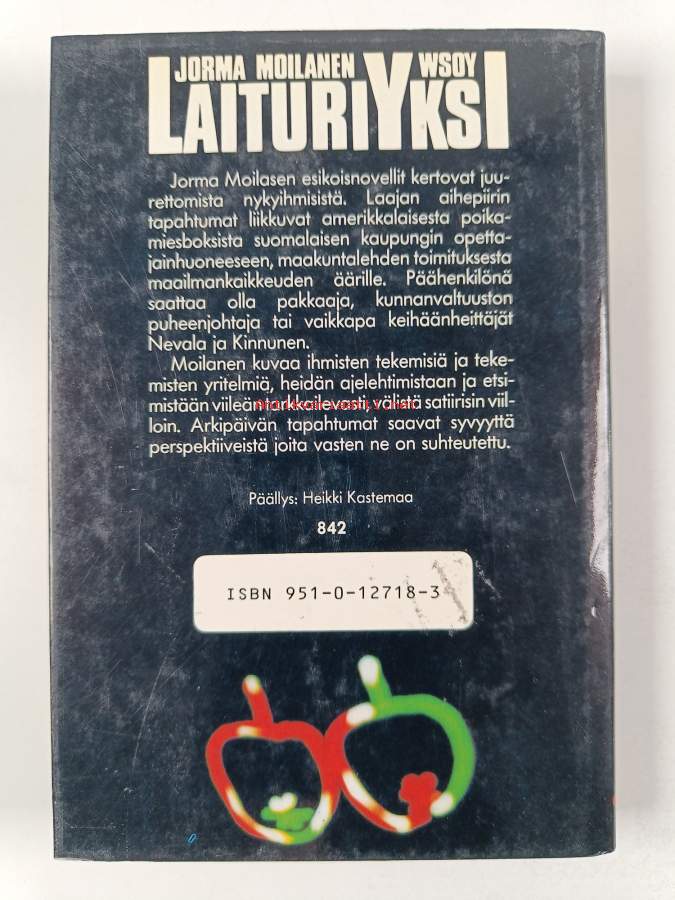 JORMA MOILANEN WSOY
LAITURI YKSI
Jorma Moilasen esikoisnovellit kertovat juu-
rettomista nykyihmisistä. Laajan aihepiirin
tapahtumat liikkuvat amerikkalaisesta poika-
miesboksista suomalaisen kaupungin opetta-
jainhuoneeseen, maakuntalehden toimituksesta
maailmankaikkeuden äärille. Päähenkilönä
saattaa olla pakkaaja, kunnanvaltuuston
puheenjohtaja tai vaikkapa keihäänheittäjät
Nevala ja Kinnunen.
Moilanen kuvaa ihmisten tekemisiä ja teke-
misten yritelmiä, heidän ajelehtimistaan ja etsi-
mistään viileän tarkkailevasti, välistä satiirisin viil-
loin. Arkipäivän tapahtumat saavat syvyyttä
perspektiiveistä joita vasten ne on suhteutettu.
Päällys: Heikki Kastemaa
842
ISBN 951-0-12718-3